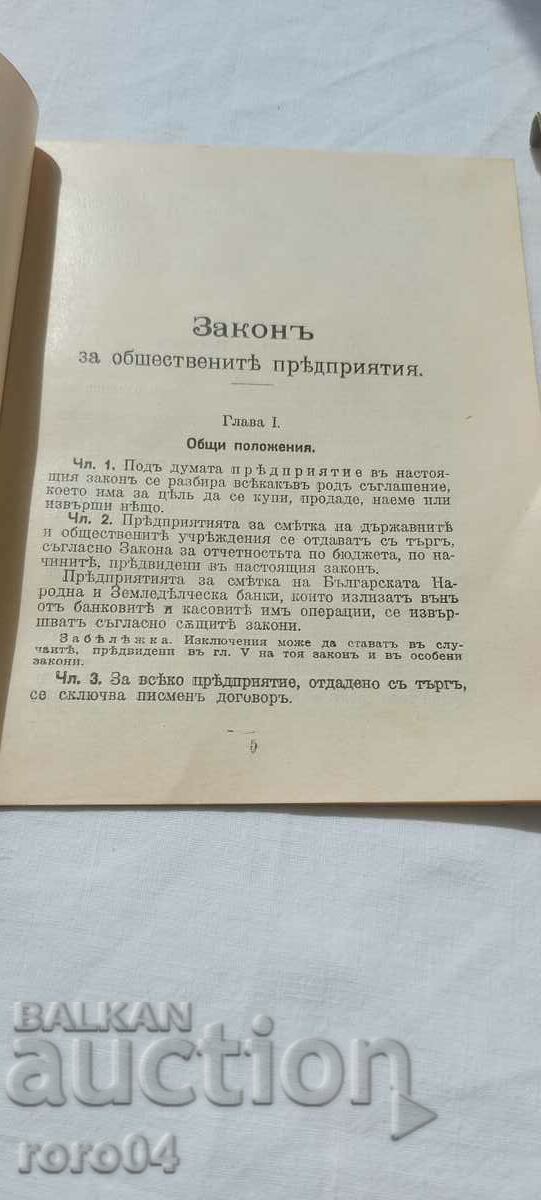 Законъ
за обществениѣ прѣдприятия.
Глава I.
Общи положения.
Чл. 1. Подъ думата прѣдприятие въ настоя-
щия законъ се разбира всѣкакъвъ родъ съглашение,
което има за цѣль да се купи, продаде, наеме или
извърши нѣщо.
Чл. 2. Прѣдприятията за смѣтка на държавнитѣ
и общественитѣ учрѣждения се отдаватъ съ търгъ,
съгласно Закона за отчетностьта по бюджета, по на-
чинитѣ, прѣдвидени въ настоящия законъ.
Прѣдприятията за смѣтка на Българската На-
родна и Земледѣлческа банки, които излизатъ вънъ
отъ банковитѣ и касовитѣ имъ операции, се извър-
шватъ съгласно сѫщитѣ закони.
Забѣлѣжка. Изключения може да ставатъ въ слу-
чаитѣ, прѣдвидени въ гл. V на тоя законъ и въ особени
закони.
Чл. 3. За всѣко прѣдприятие, отдадено съ търгъ,
се сключва писменъ договоръ.
5
BALKAN
auction
roro04